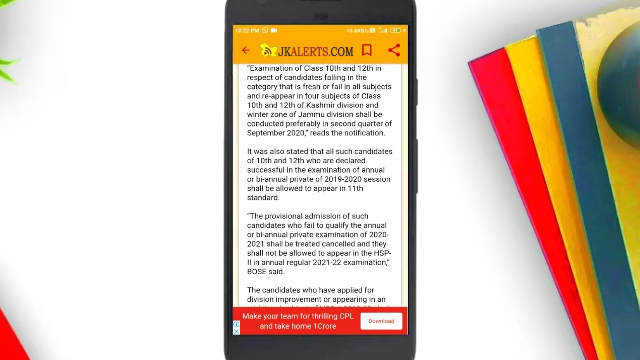 10:22 PM
JKALERTS.COM
"Examination of Class 10th and 12th in
respect of candidates falling in the
category that is fresh or fail in all subjects
and re-appear in four subjects of Class
10th and 12th of Kashmir division and
winter zone of Jammu division shall be
conducted preferably in second quarter of
September 2020," reads the notification.
It was also stated that all such candidates
of 10th and 12th who are declared
successful in the examination of annual
or bi-annual private of 2019-2020 session
shall be allowed to appear in 11th
standard.
"The provisional admission of such
candidates who fail to qualify the annual
or bi-annual private examination of 2020-
2021 shall be treated cancelled and they
shall not be allowed to appear in the HSP-
II in annual regular 2021-22 examination,"
BOSE said.
The candidates who have applied for
division improvement or appearing in an
Make your team for thrilling CPL
and take home 1Crore
Download